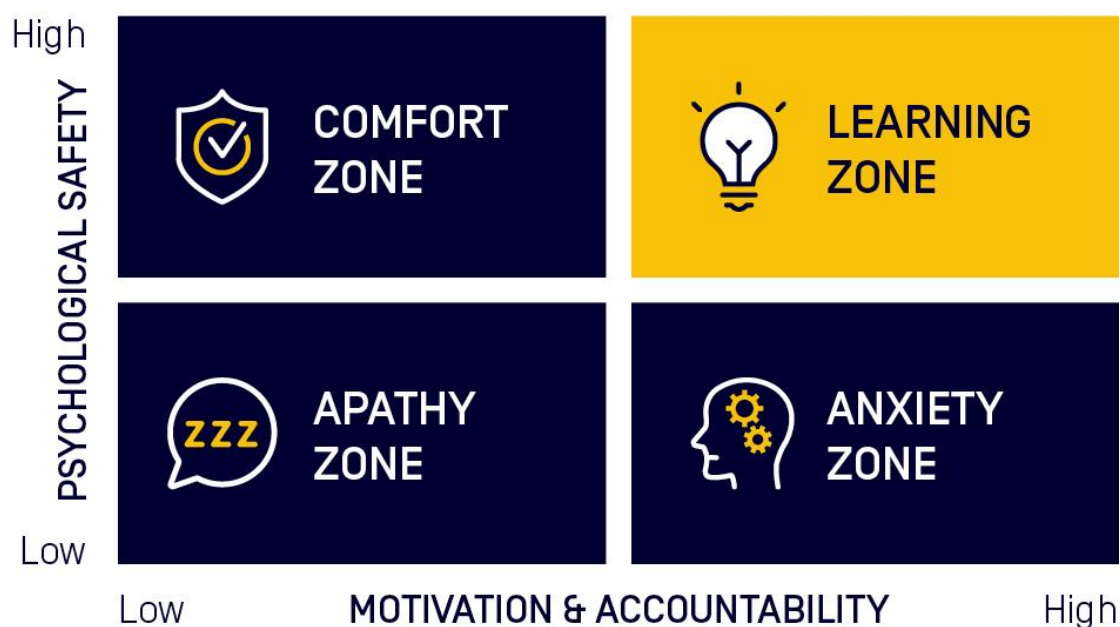 High
PSYCHOLOGICAL SAFETY
Low
COMFORT
ZONE
LEARNING
ZONE
zzz
APATHY
ZONE
ANXIETY
ZONE
Low
MOTIVATION & ACCOUNTABILITY
High